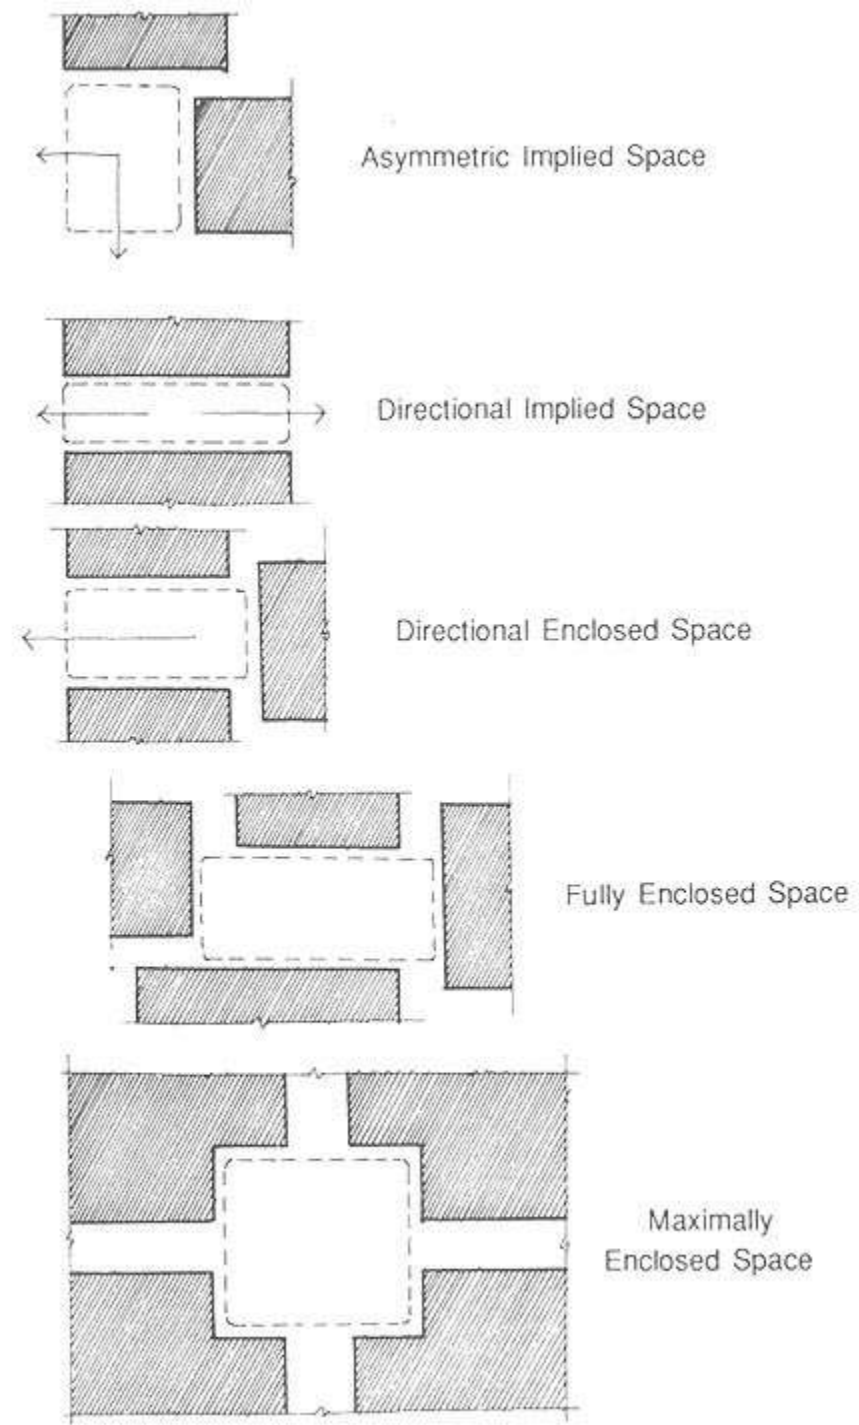 Asymmetric Implied Space
Directional Implied Space
Directional Enclosed Space
Fully Enclosed Space
Maximally
Enclosed Space